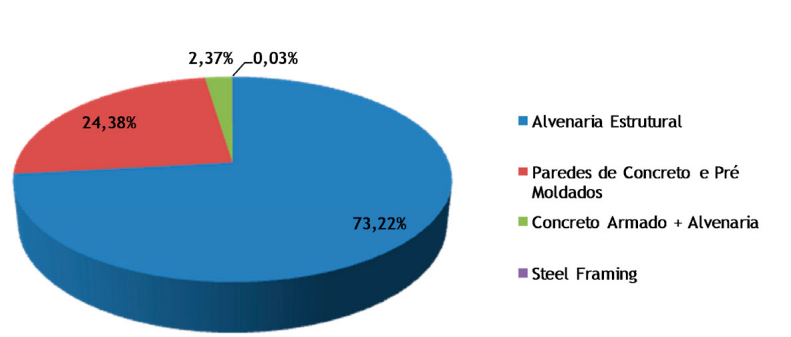 2,37%
0,03%
24,38%
73,22%
Alvenaria Estrutural
Paredes de Concreto e Pré
Moldados
Concreto Armado + Alvenaria
Steel Framing